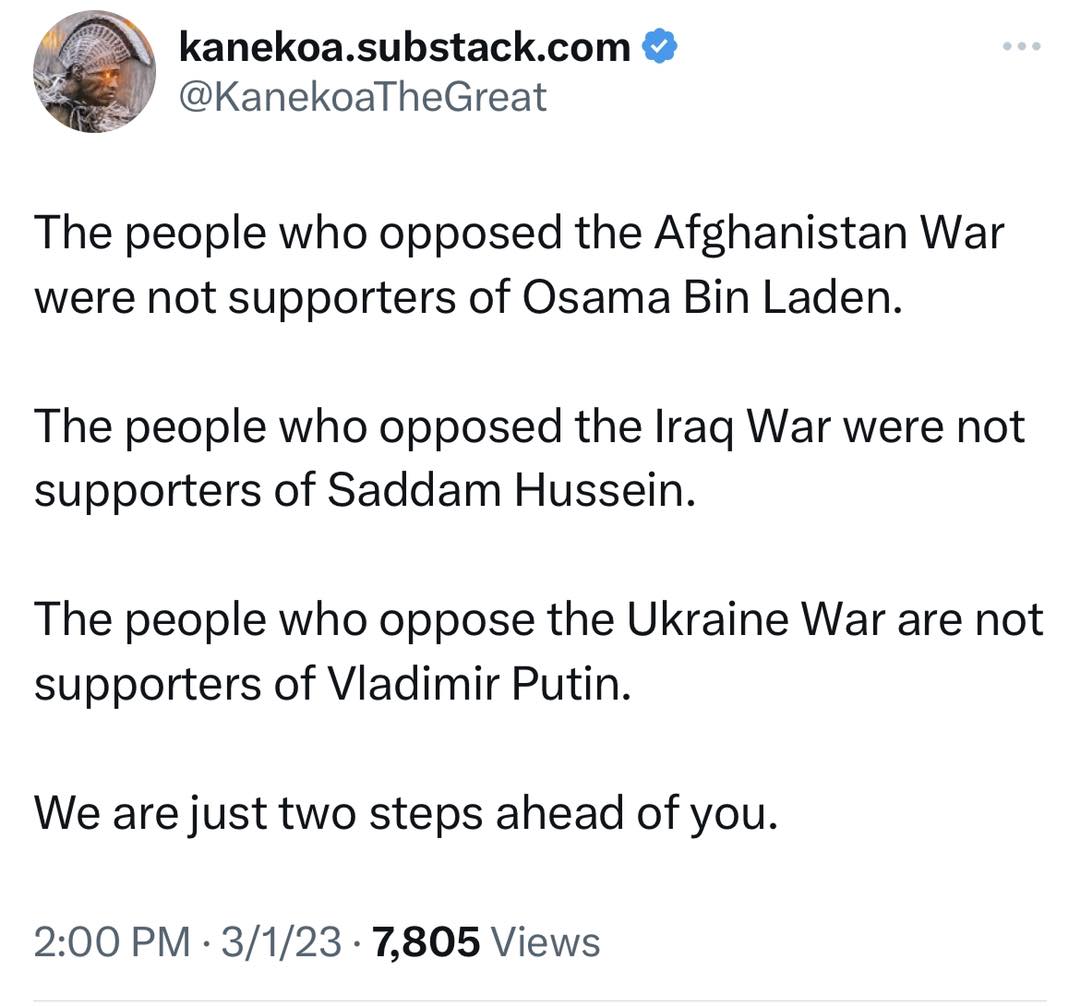 kanekoa.substack.com
@KanekoaTheGreat
The people who opposed the Afghanistan War
were not supporters of Osama Bin Laden.
The people who opposed the Iraq War were not
supporters of Saddam Hussein.
The people who oppose the Ukraine War are not
supporters of Vladimir Putin.
We are just two steps ahead of you.
2:00 PM · 3/1/23 · 7,805 Views